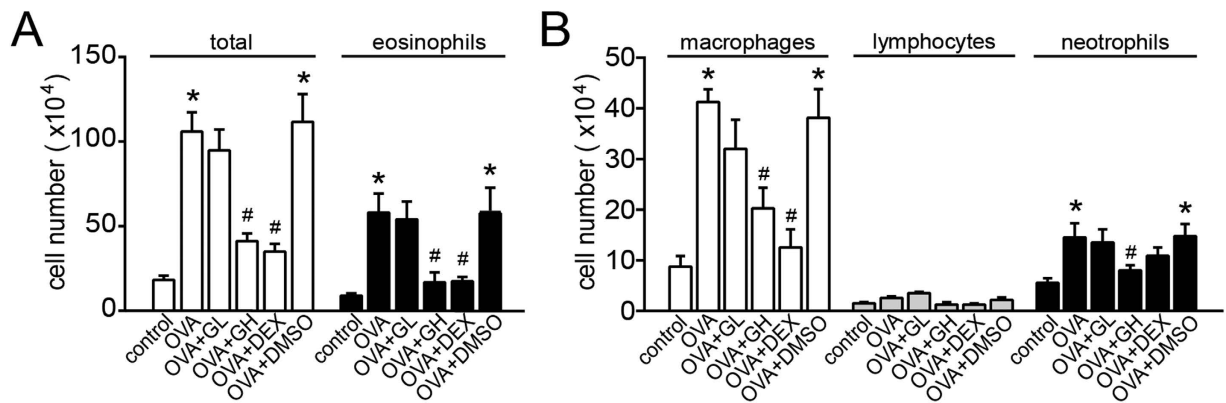 A
total
eosinophils
cell number ( x10⁴)
150
100
50
0
*
*
#
#
*
*
#
#
control
OVA
OVA+GL
OVA+GH
OVA+DEX
OVA+DMSO
control
OVA
OVA+GL
OVA+GH
OVA+DEX
OVA+DMSO
B
macrophages
lymphocytes
neotrophils
cell number ( x10⁴)
50
40
30
20
10
0
*
#
#
*
*
#
*
control
OVA
OVA+GL
OVA+GH
OVA+DEX
OVA+DMSO
control
OVA
OVA+GL
OVA+GH
OVA+DEX
OVA+DMSO
control
OVA
OVA+GL
OVA+GH
OVA+DEX
OVA+DMSO